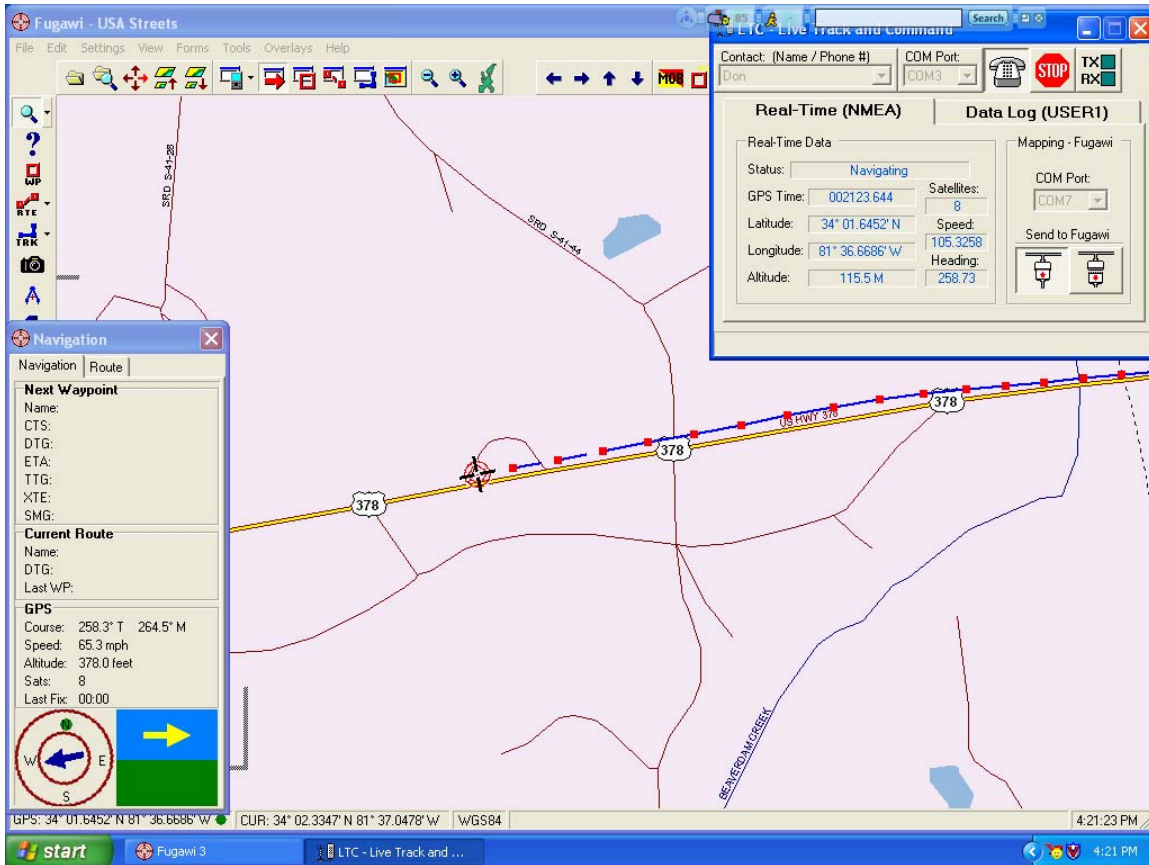 Fugawi - USA Streets
File Edit Settings View Forms Tools Overlays Help
85
Search
LTC - Live Track and Command
Contact: (Name / Phone #) COM Port:
Don COM3
STOP
TX
RX
MOB
Real-Time (NMEA) Data Log (USER1)
Real-Time Data
Status: Navigating
GPS Time: 002123.644
Latitude: 34° 01.6452' N
Longitude: 81° 36.6686' W
Altitude: 115.5 M
Satellites:
8
Speed:
105.3258
Heading:
258.73
Mapping - Fugawi
COM Port:
COM7
Send to Fugawi
WP
RTE
TRK
SRD S-41-28
SRD S-41-44
US HWY 378
378
378
378
BEAVERDAM CREEK
Navigation
Navigation Route
Next Waypoint
Name:
CTS:
DTG:
ETA:
TTG:
XTE:
SMG:
Current Route
Name:
DTG:
Last WP:
GPS
Course: 258.3° T 264.5° M
Speed: 65.3 mph
Altitude: 378.0 feet
Sats: 8
Last Fix: 00:00
N
W E
S
GPS: 34° 01.6452' N 81° 36.6686' W CUR: 34° 02.3347' N 81° 37.0478' W WGS84 4:21:23 PM
start Fugawi 3 LTC - Live Track and ... 4:21 PM